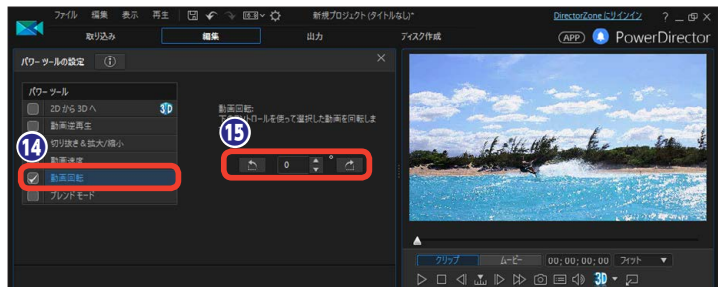 ファイル 編集 表示 再生 新規プロジェクト (タイトルなし)* DirectorZone にサインイン ? _
取り込み 編集 出力 ディスク作成 APP PowerDirector
パワー ツールの設定 i
パワー ツール
2D から 3D へ 3D
動画逆再生
14 切り抜き & 拡大/縮小
動画速度
動画回転
ブレンド モード
動画回転:
下のコントロールを使って選択した動画を回転しま
15
0 °
クリップ ムービー 00;00;00;00 フィット
3D